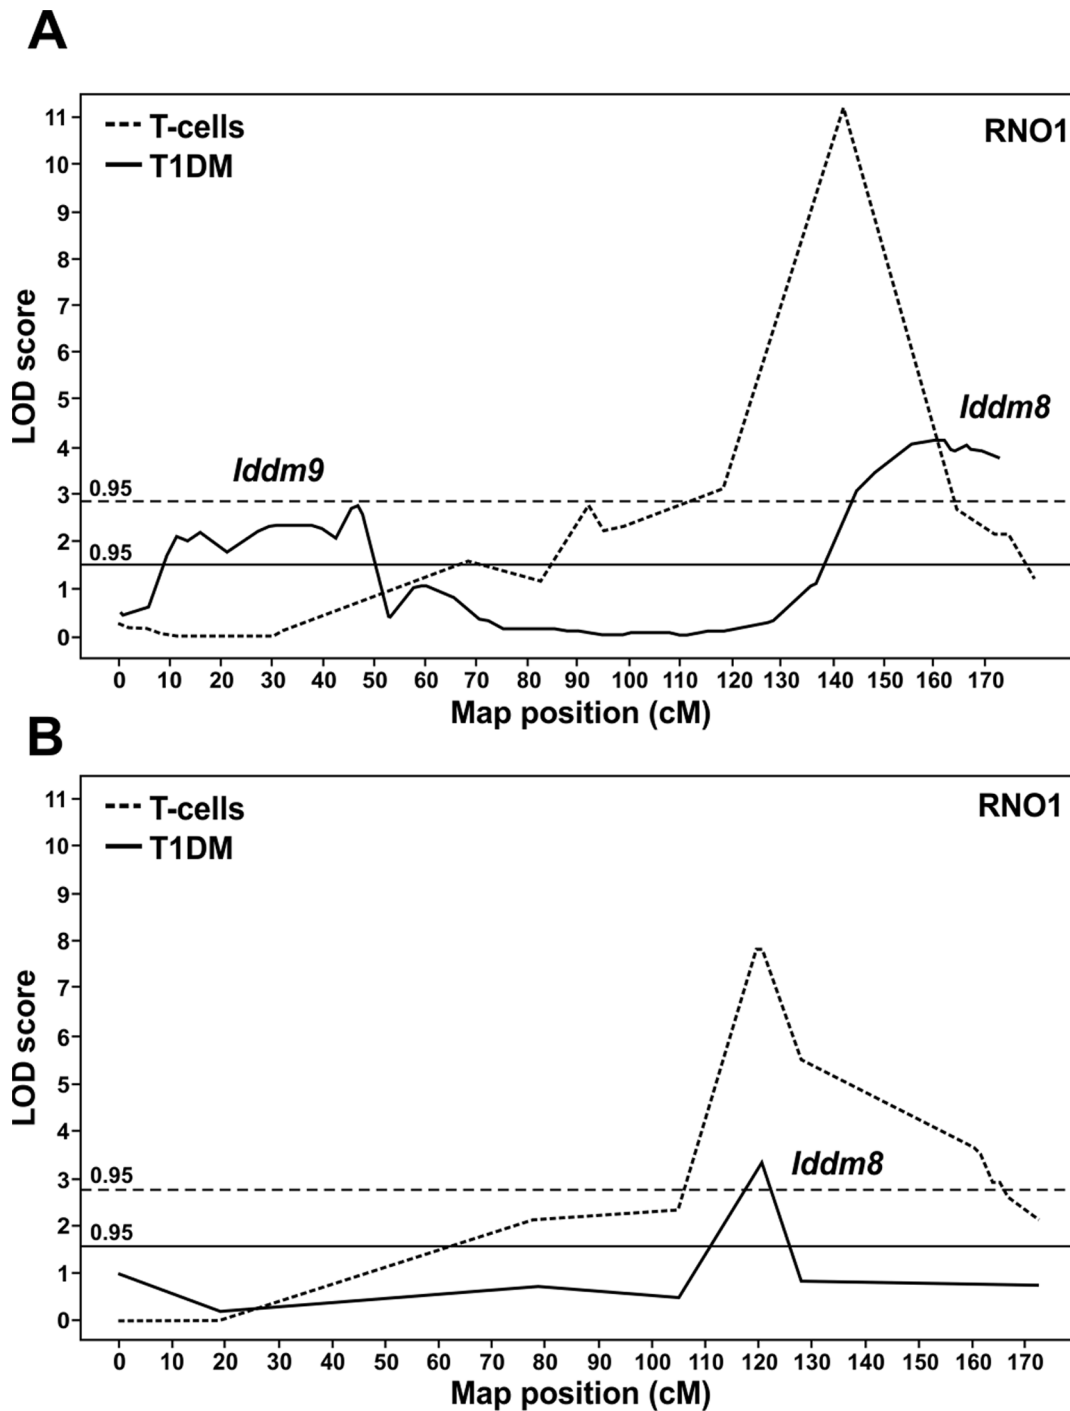 A
T-cells
T1DM
RNO1
11
10
9
8
7
6
5
4
3
2
1
0
LOD score
Iddm9
Iddm8
0.95
0.95
0 10 20 30 40 50 60 70 80 90 100 110 120 130 140 150 160 170
Map position (cM)
B
T-cells
T1DM
RNO1
11
10
9
8
7
6
5
4
3
2
1
0
LOD score
Iddm8
0.95
0.95
0 10 20 30 40 50 60 70 80 90 100 110 120 130 140 150 160 170
Map position (cM)